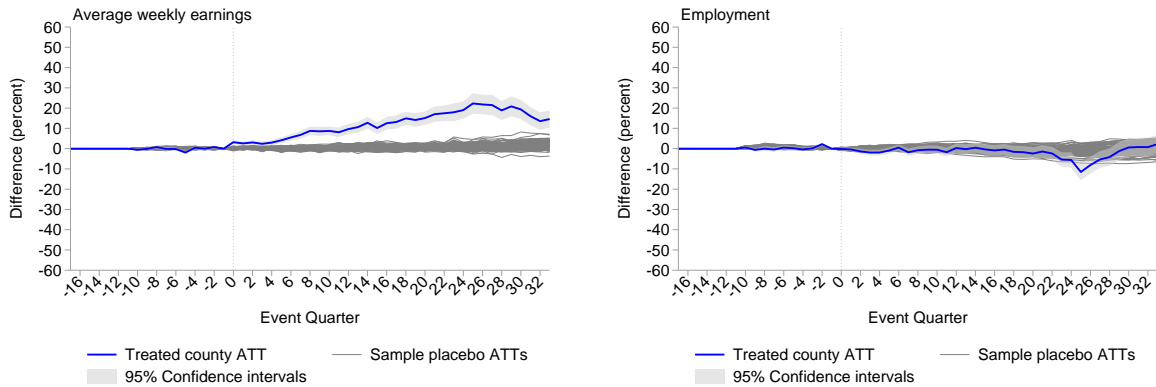 Average weekly earnings
60
50
40
30
20
10
0
-10
-20
-30
-40
-50
-60
Difference (percent)
-16 -14 -12 -10 -8 -6 -4 -2 0 2 4 6 8 10 12 14 16 18 20 22 24 26 28 30 32
Event Quarter
Treated county ATT Sample placebo ATTs
95% Confidence intervals
Employment
60
50
40
30
20
10
0
-10
-20
-30
-40
-50
-60
Difference (percent)
-16 -14 -12 -10 -8 -6 -4 -2 0 2 4 6 8 10 12 14 16 18 20 22 24 26 28 30 32
Event Quarter
Treated county ATT Sample placebo ATTs
95% Confidence intervals